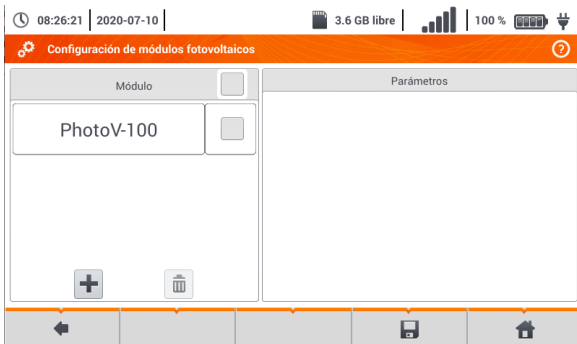 08:26:21 2020-07-10 3.6 GB libre 100 %
Configuración de módulos fotovoltaicos ?
Módulo Parámetros
PhotoV-100